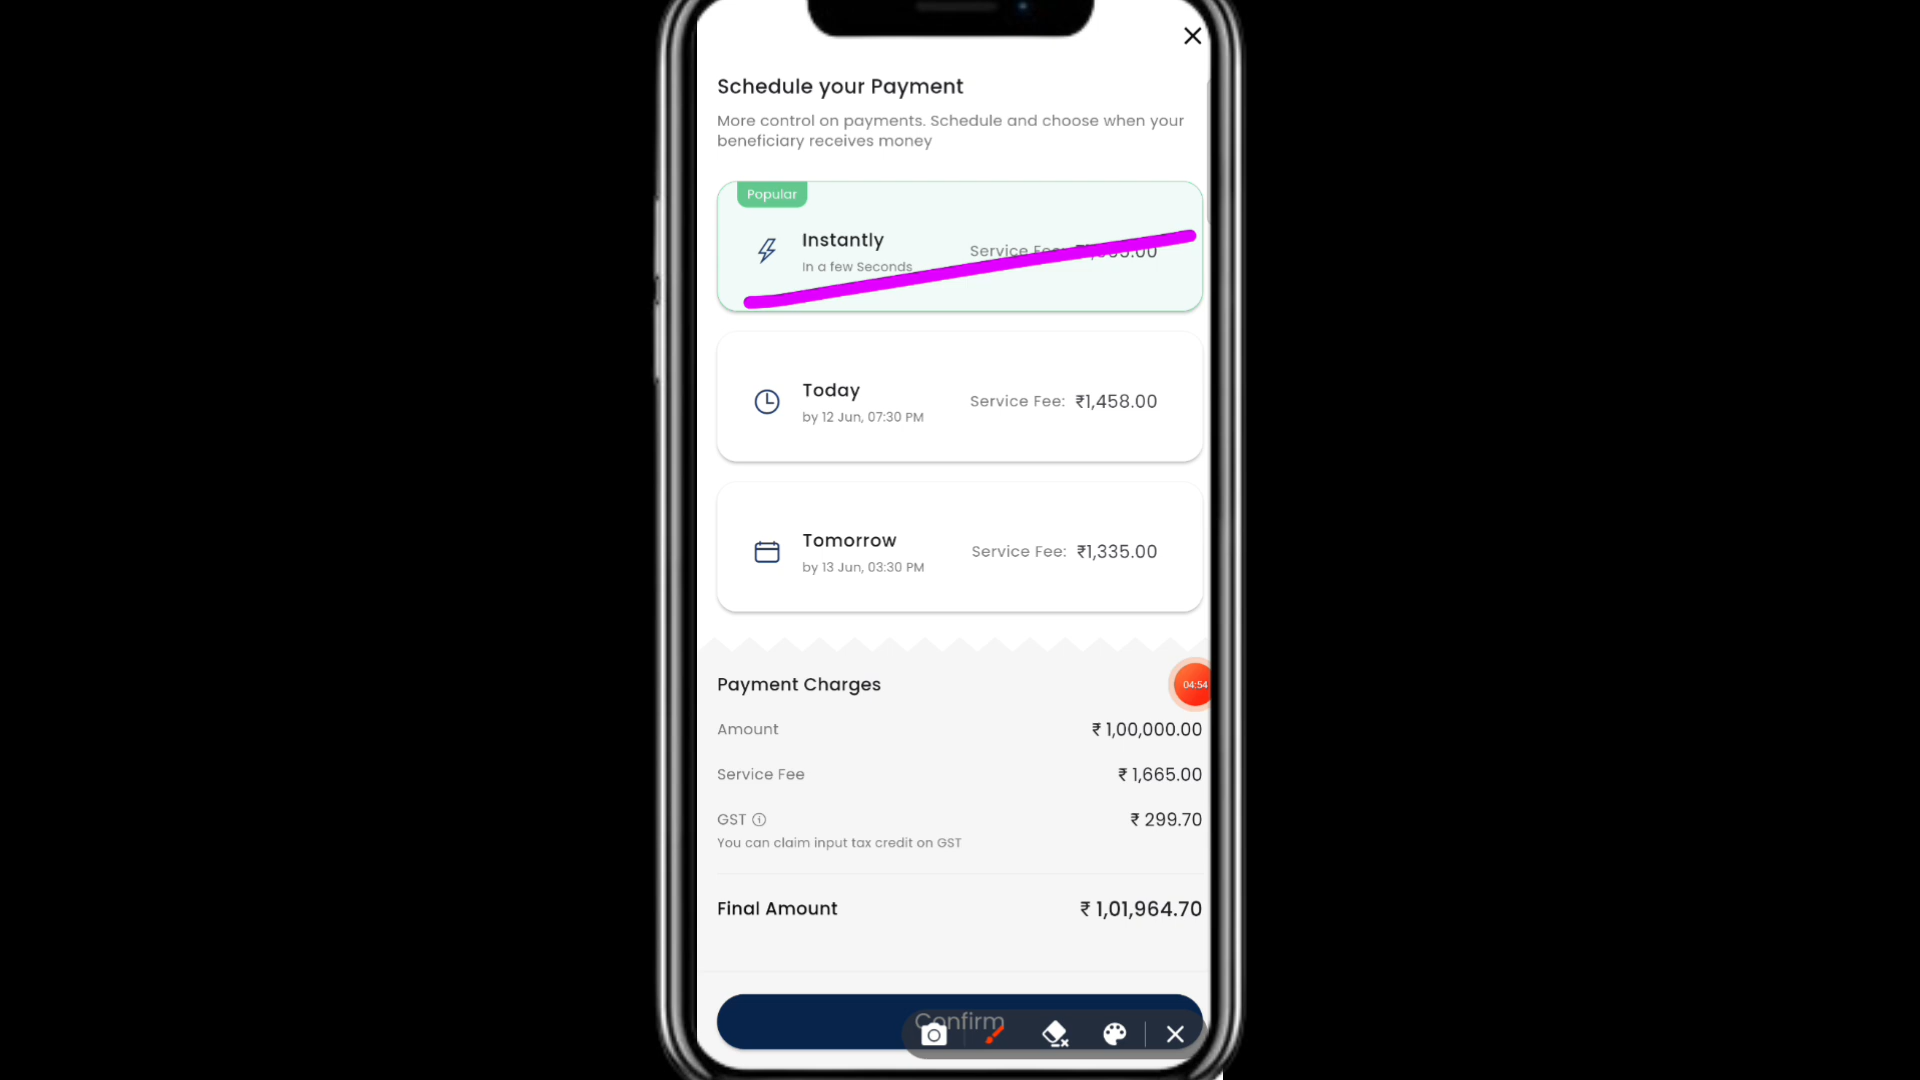 Schedule your Payment
More control on payments. Schedule and choose when your
beneficiary receives money
Popular
Instantly
Service
In a few Seconds
Today
Service Fee: ₹1,458.00
by 12 Jun, 07:30 PM
Tomorrow
Service Fee: ₹1,335.00
by 13 Jun, 03:30 PM
Payment Charges
04:54
Amount ₹ 1,00,000.00
Service Fee ₹ 1,665.00
GST ₹ 299.70
You can claim input tax credit on GST
Final Amount ₹ 1,01,964.70
Confirm